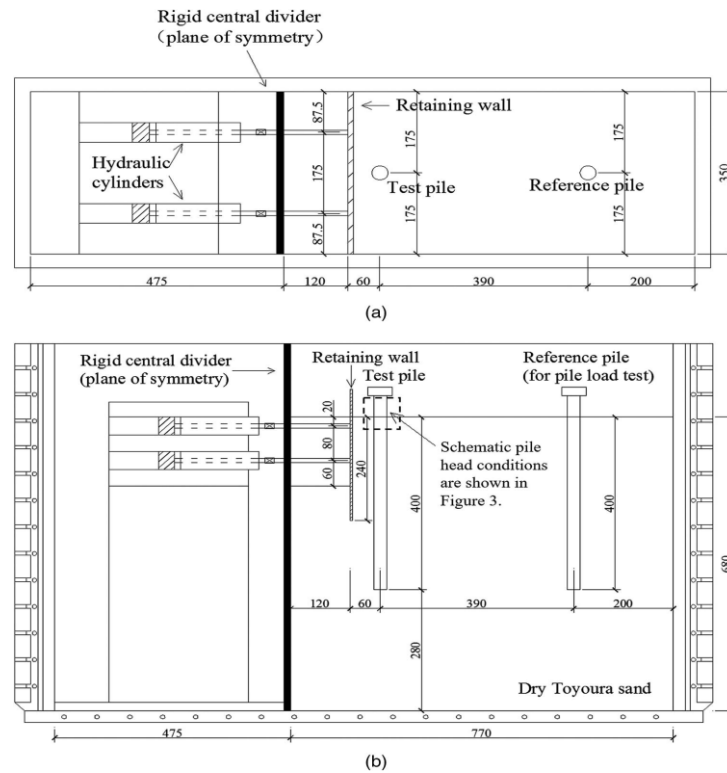 Rigid central divider
(plane of symmetry)
87.5
175
87.5
Retaining wall
175
175
175
175
350
Hydraulic
cylinders
Test pile
Reference pile
475
120
60
390
200
(a)
Rigid central divider
(plane of symmetry)
Retaining wall
Test pile
Reference pile
(for pile load test)
20
80
60
240
400
Schematic pile
head conditions
are shown in
Figure 3.
400
680
120
60
390
200
280
Dry Toyoura sand
475
770
(b)